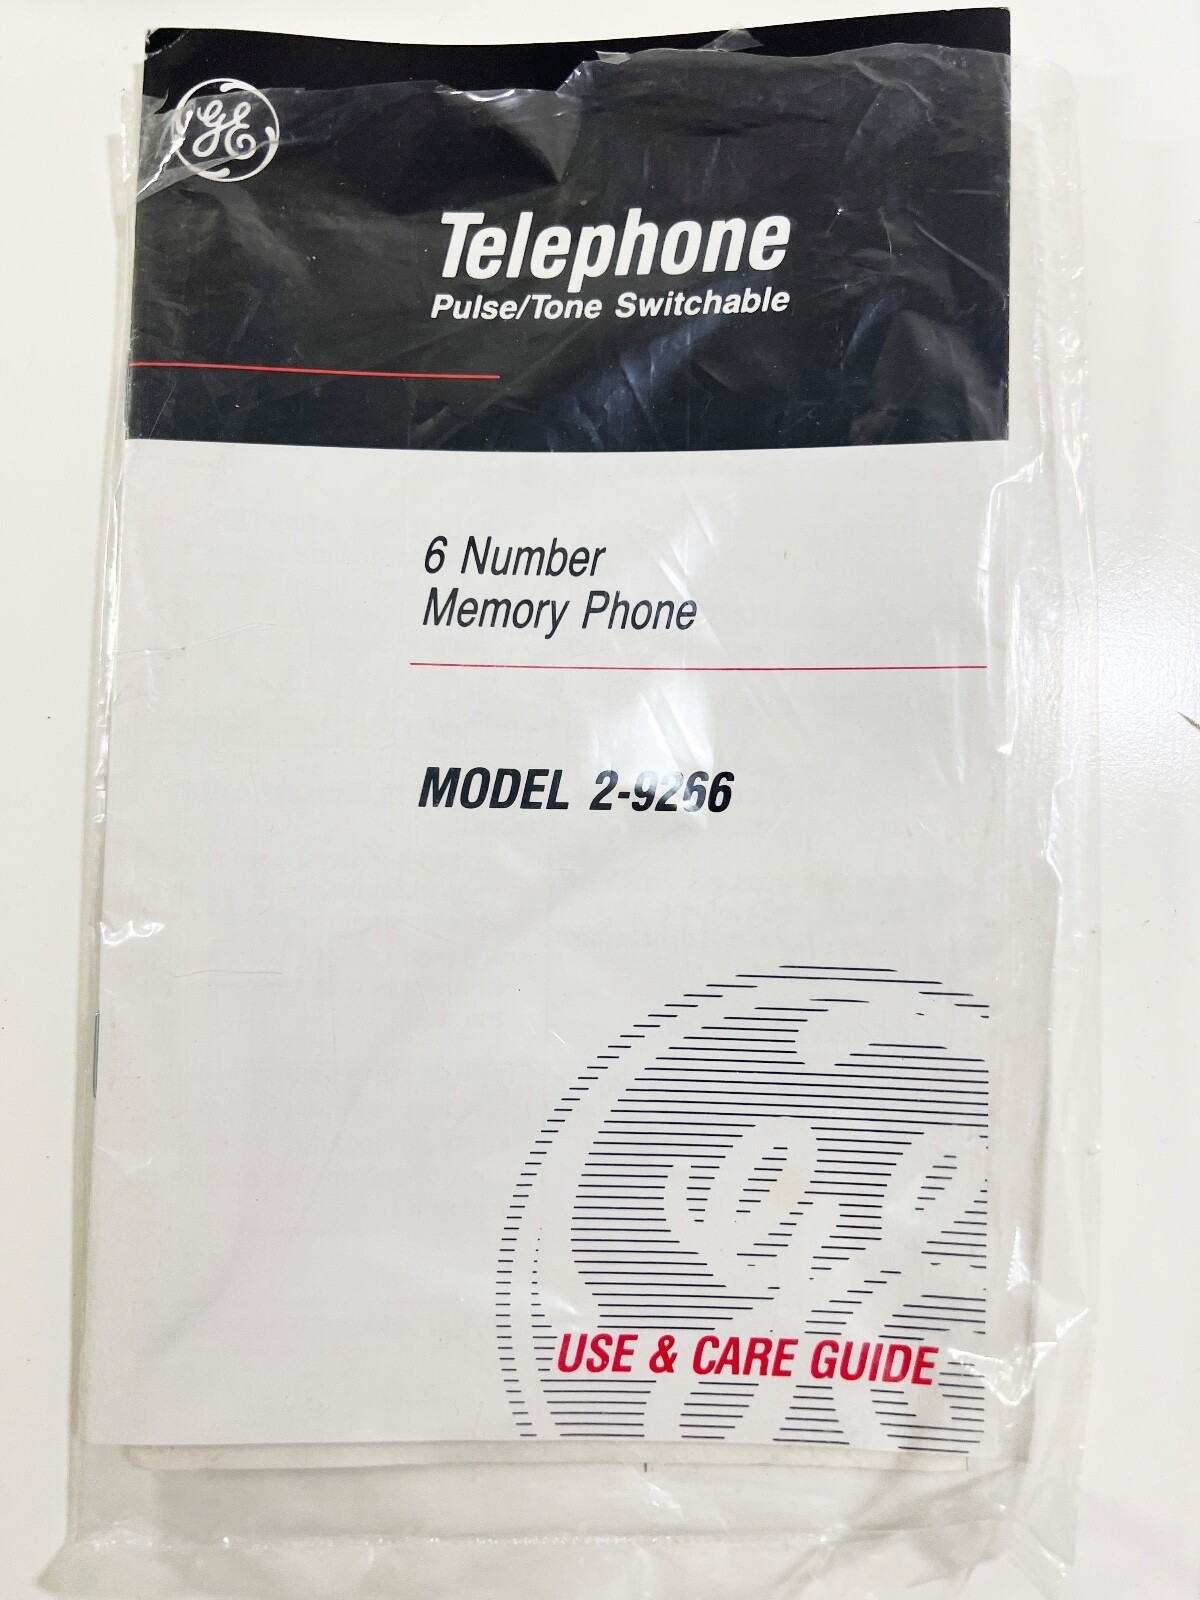 GE
Telephone
Pulse/Tone Switchable
6 Number
Memory Phone
MODEL 2-9266
USE & CARE GUIDE